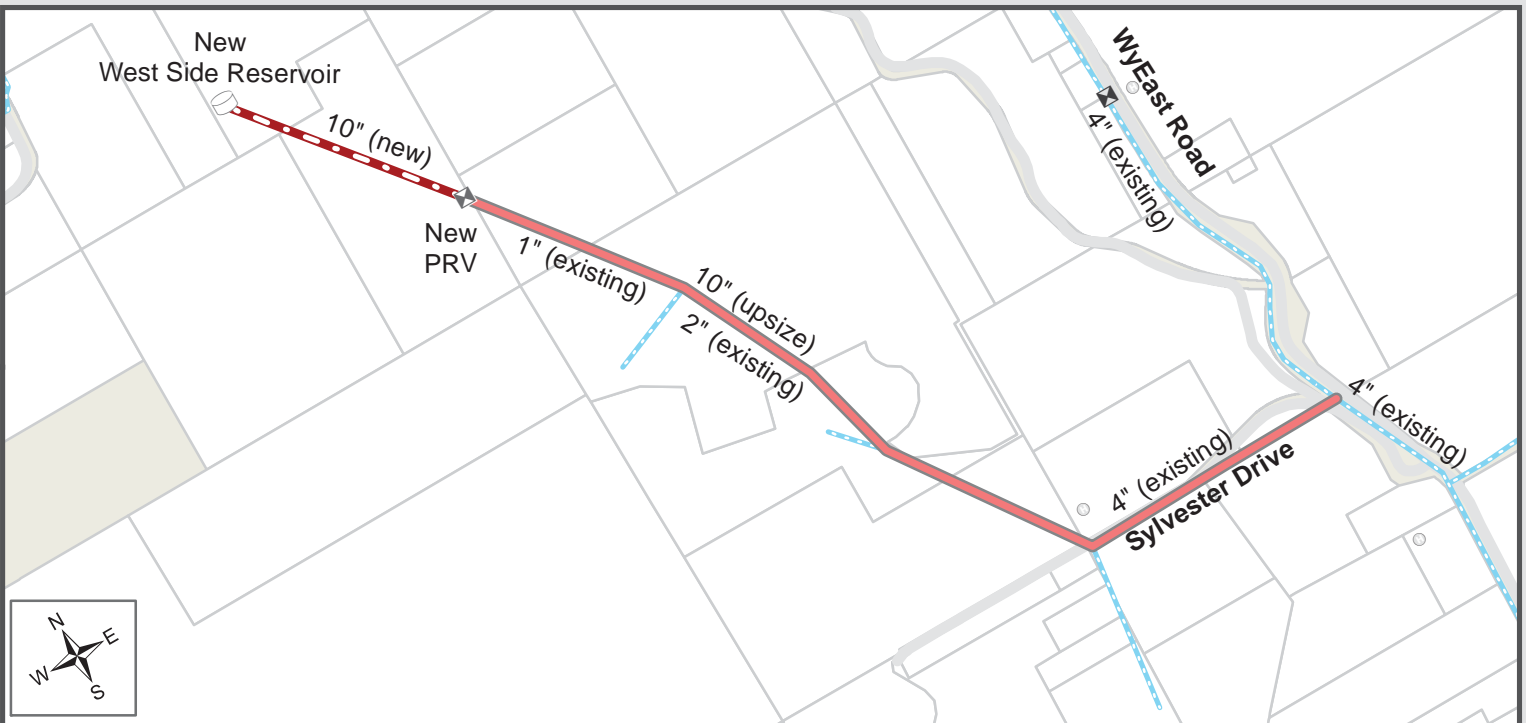 New
West Side Reservoir
10" (new)
New
PRV
1" (existing)
10" (upsize)
2" (existing)
WyEast Road
4" (existing)
4" (existing)
4" (existing)
Sylvester Drive
H
H
H
N
E
W
S